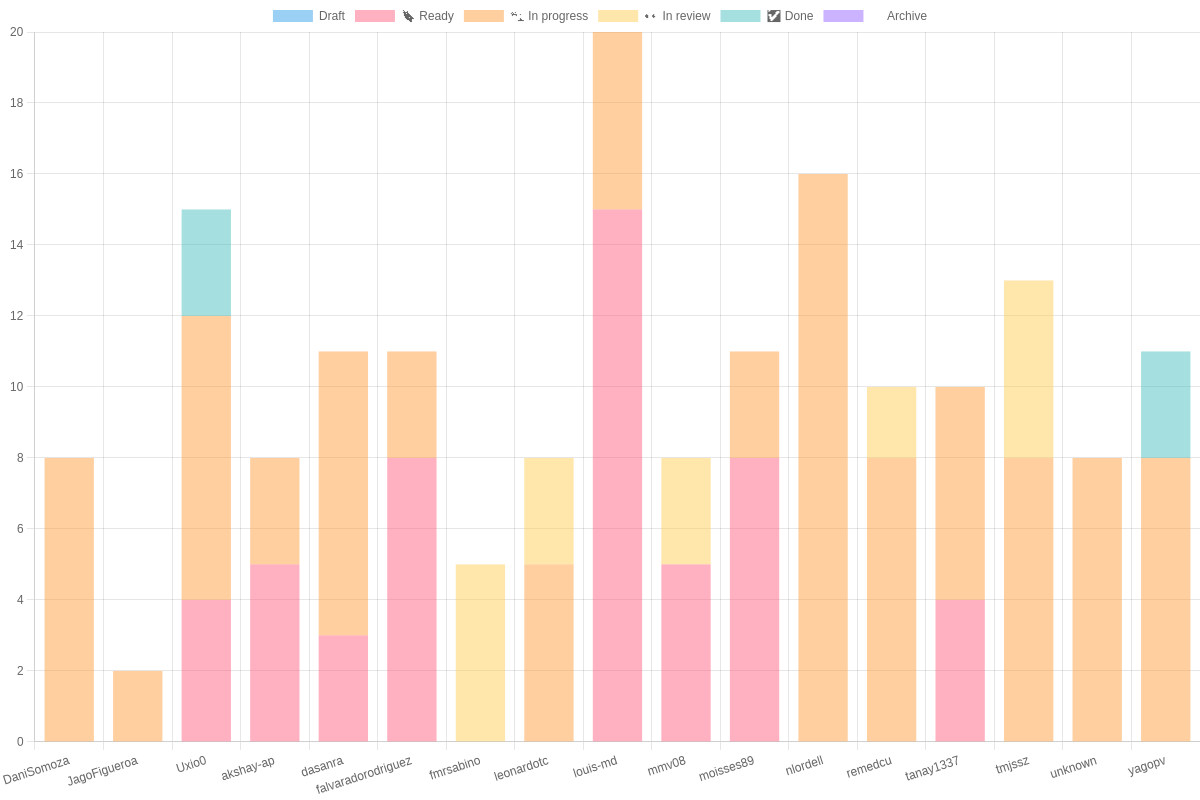 Draft Ready In progress In review Done Archive
20
18
16
14
12
10
8
6
4
2
0
DaniSomoza
JagoFigueroa
Uxio0
akshay-ap
dasanra
falvaradorodriguez
fmrsabino
leonardotc
louis-md
mmv08
moisses89
nlordell
remedcu
tanay1337
tmjssz
unknown
yagopv